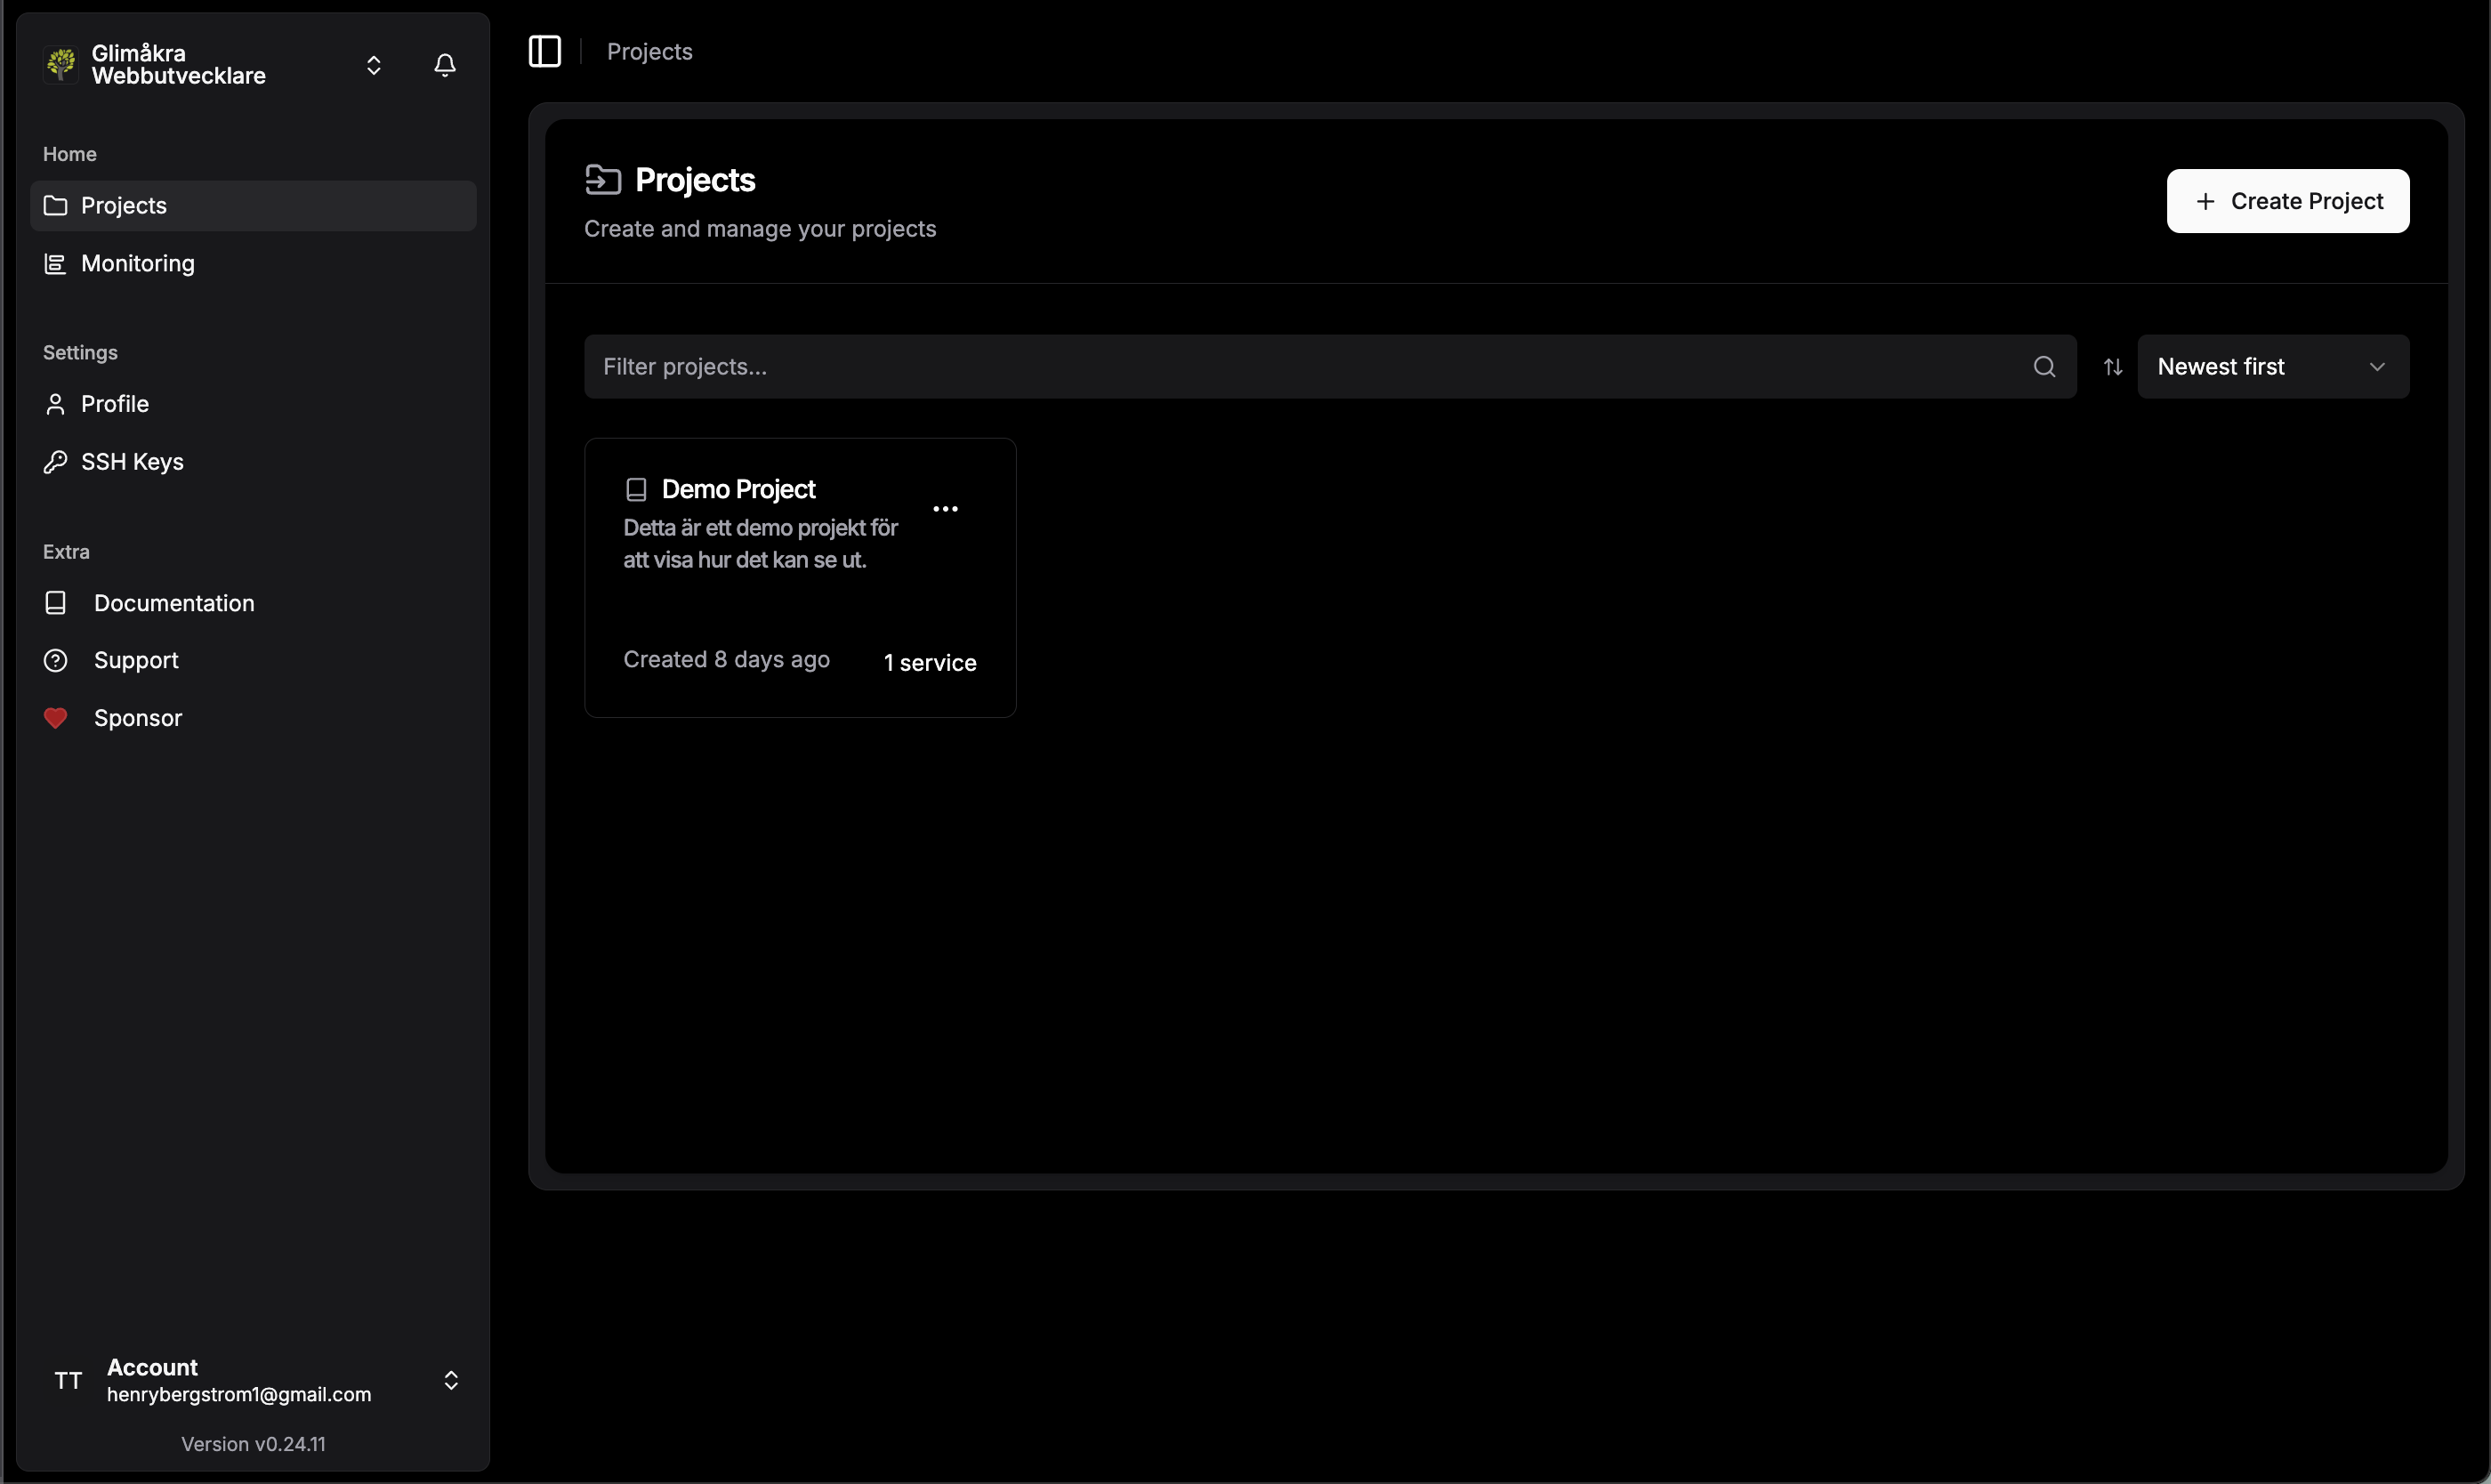 Glimåkra
Webbutvecklare
Home
Projects
Monitoring
Settings
Profile
SSH Keys
Extra
Documentation
Support
Sponsor
TT
Account
henrybergstrom1@gmail.com
Version v0.24.11
Projects
Projects
Create and manage your projects
Create Project
Filter projects...
Newest first
Demo Project
Detta är ett demo projekt för
att visa hur det kan se ut.
Created 8 days ago
1 service